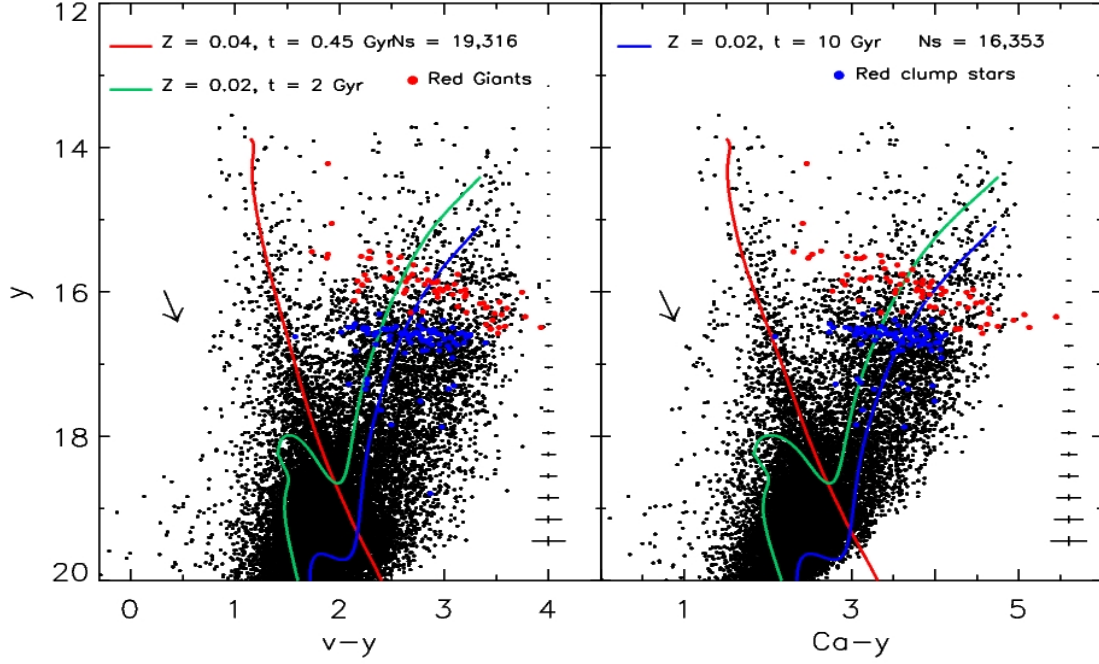 12
14
16
18
20
y
Z = 0.04, t = 0.45 GyrNs = 19,316
Z = 0.02, t = 2 Gyr
Red Giants
0 1 2 3 4
v−y
Z = 0.02, t = 10 Gyr Ns = 16,353
Red clump stars
1 3 5
Ca−y